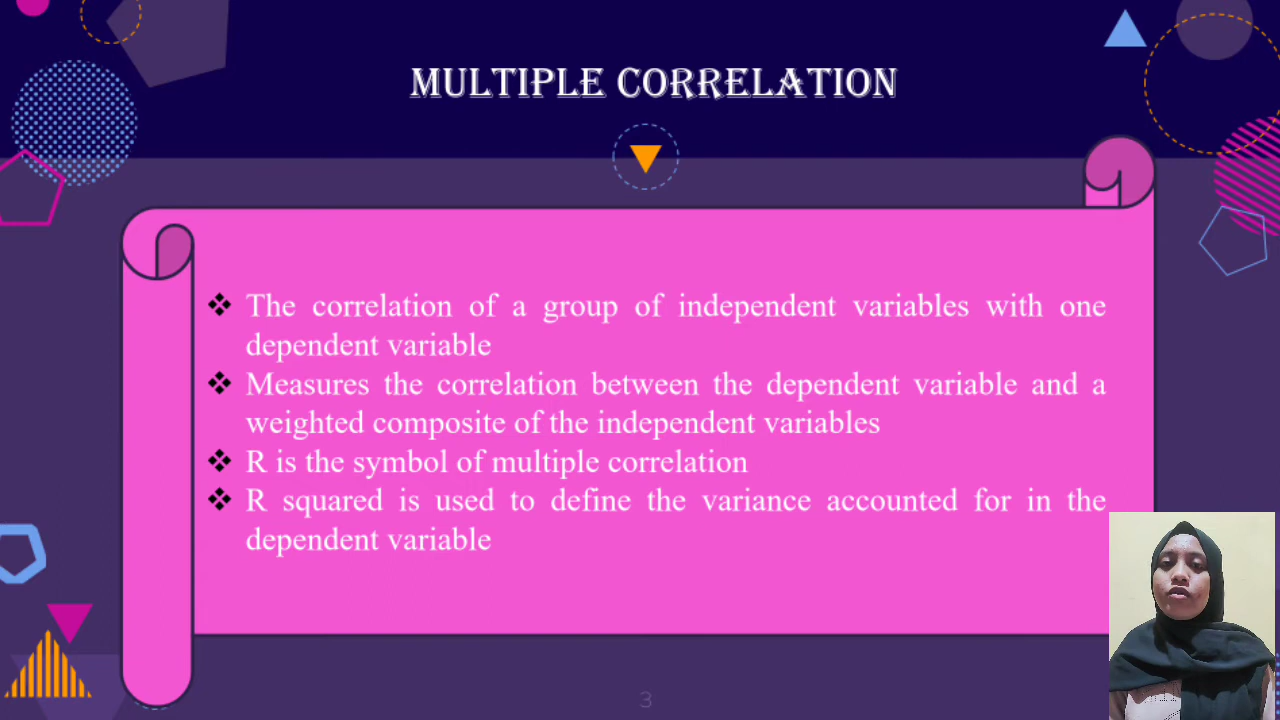 MULTIPLE CORRELATION
❖ The correlation of a group of independent variables with one
dependent variable
❖ Measures the correlation between the dependent variable and a
weighted composite of the independent variables
❖ R is the symbol of multiple correlation
❖ R squared is used to define the variance accounted for in the
dependent variable
3